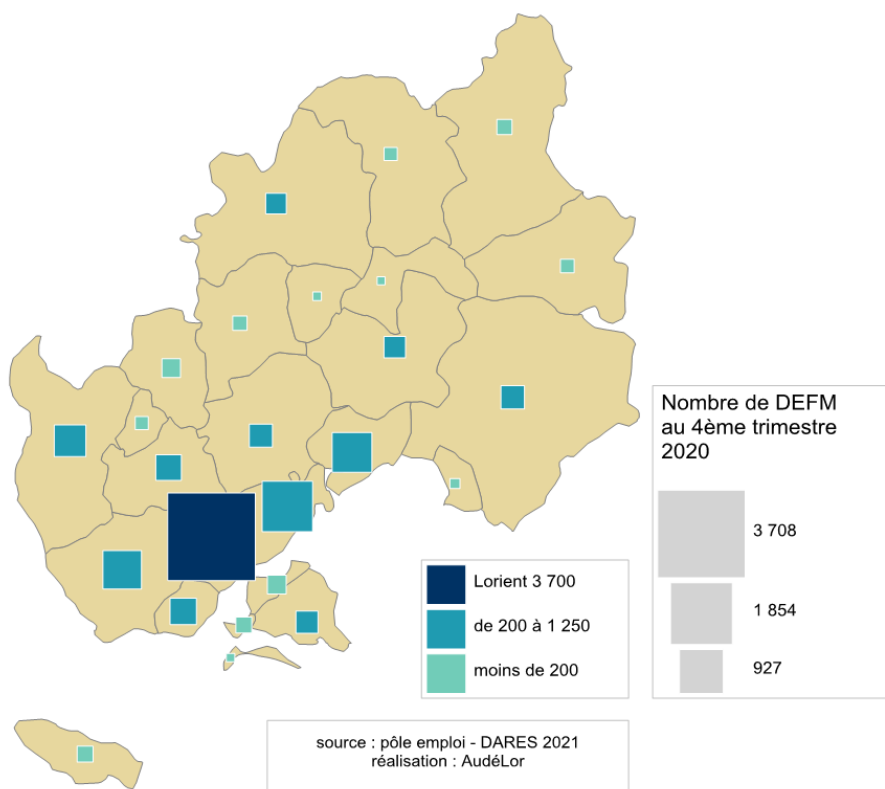 Nombre de DEFM
au 4ème trimestre
2020
3 708
1 854
927
Lorient 3 700
de 200 à 1 250
moins de 200
source : pôle emploi - DARES 2021
réalisation : AudéLor